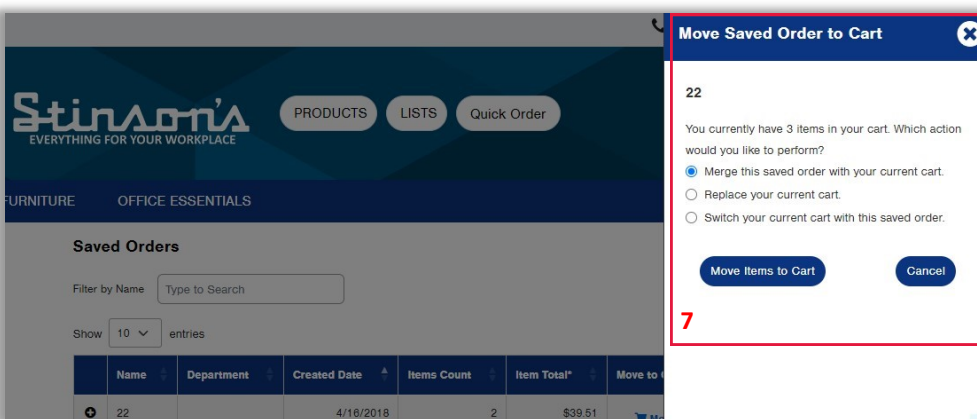 Move Saved Order to Cart
Stinson's
EVERYTHING FOR YOUR WORKPLACE
PRODUCTS LISTS Quick Order
FURNITURE OFFICE ESSENTIALS
Saved Orders
Filter by Name Type to Search
Show 10 entries
Name Department Created Date Items Count Item Total* Move to
22 4/16/2018 2 $39.51
22
You currently have 3 items in your cart. Which action
would you like to perform?
Merge this saved order with your current cart.
Replace your current cart.
Switch your current cart with this saved order.
Move Items to Cart Cancel
7